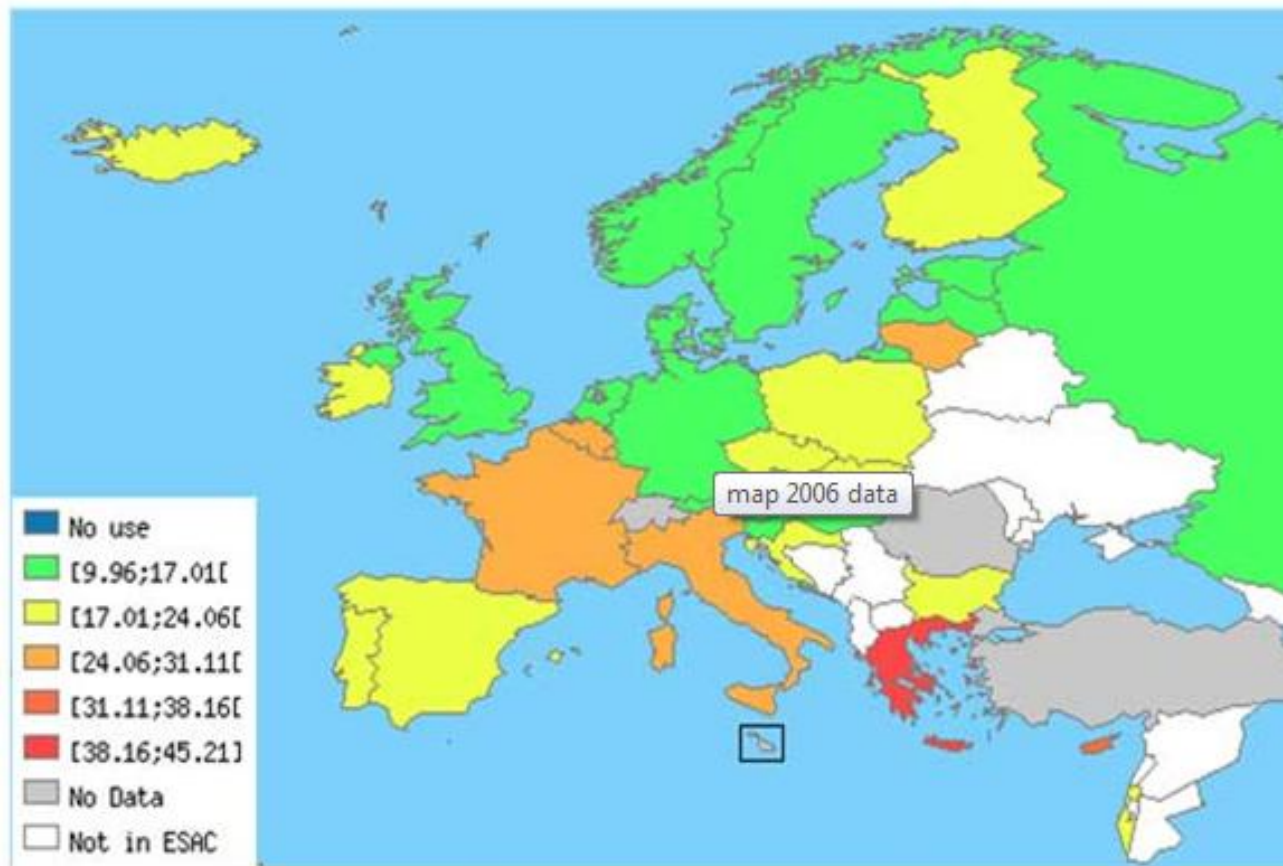 map 2006 data
No use
[9.96;17.01[
[17.01;24.06[
[24.06;31.11[
[31.11;38.16[
[38.16;45.21]
No Data
Not in ESAC